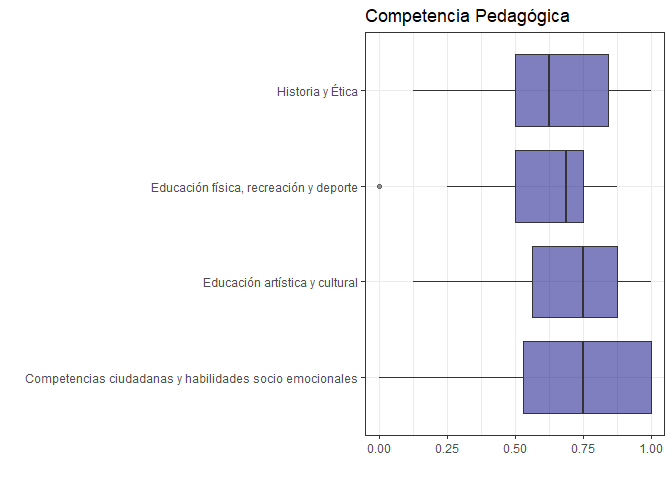 Competencia Pedagógica
Historia y Ética
Educación física, recreación y deporte
Educación artística y cultural
Competencias ciudadanas y habilidades socio emocionales
0.00 0.25 0.50 0.75 1.00